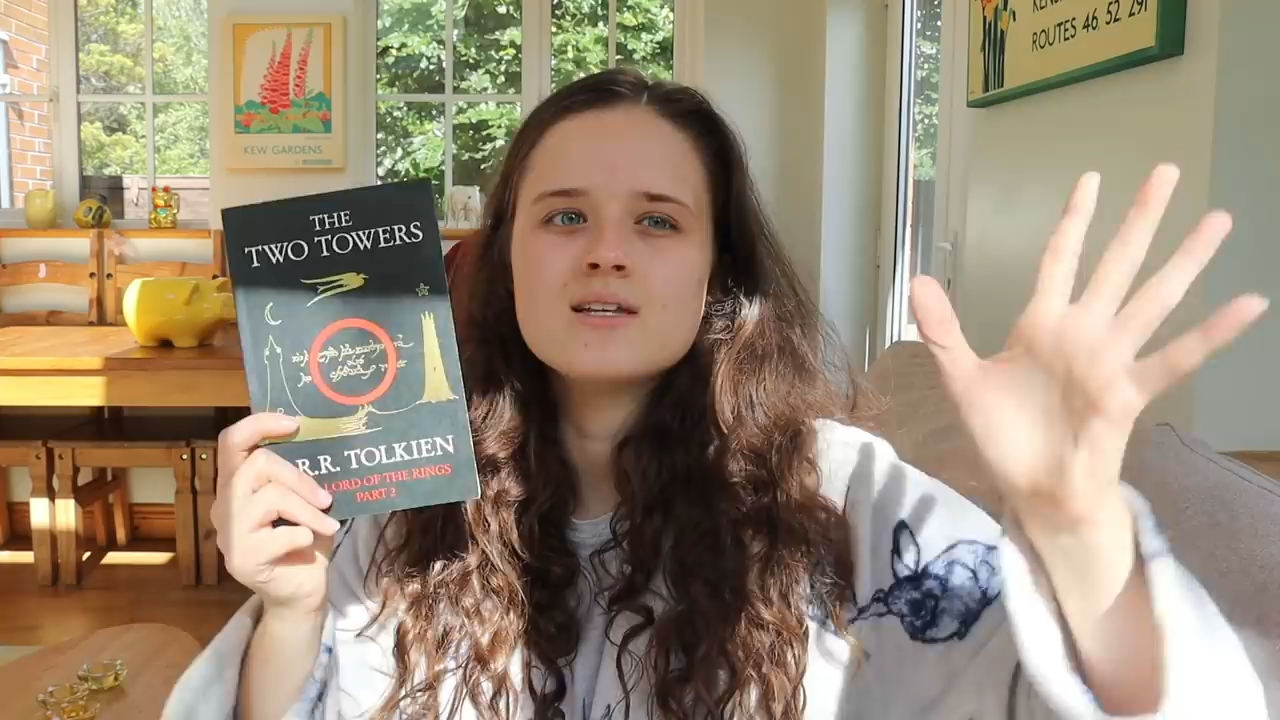 KEW GARDENS
ROUTES 46, 52, 291
THE
TWO TOWERS
R.R. TOLKIEN
LORD OF THE RINGS
PART 2